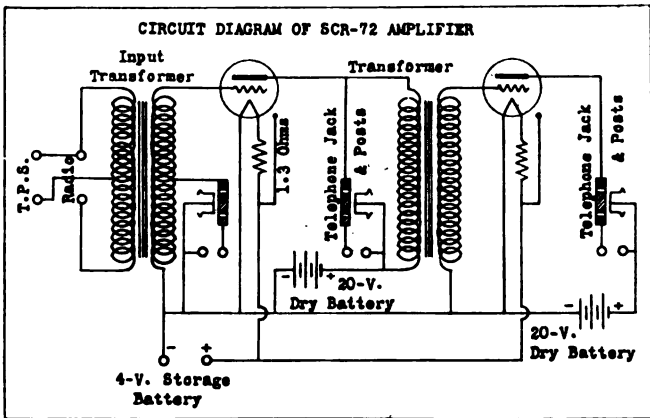 CIRCUIT DIAGRAM OF SCR-72 AMPLIFIER
Input
Transformer
Transformer
T.P.S.
Radio
1.3 Ohms
Telephone Jack
& Posts
Telephone Jack
& Posts
- +
20-V.
Dry Battery
- +
20-V.
Dry Battery
- +
4-V. Storage
Battery